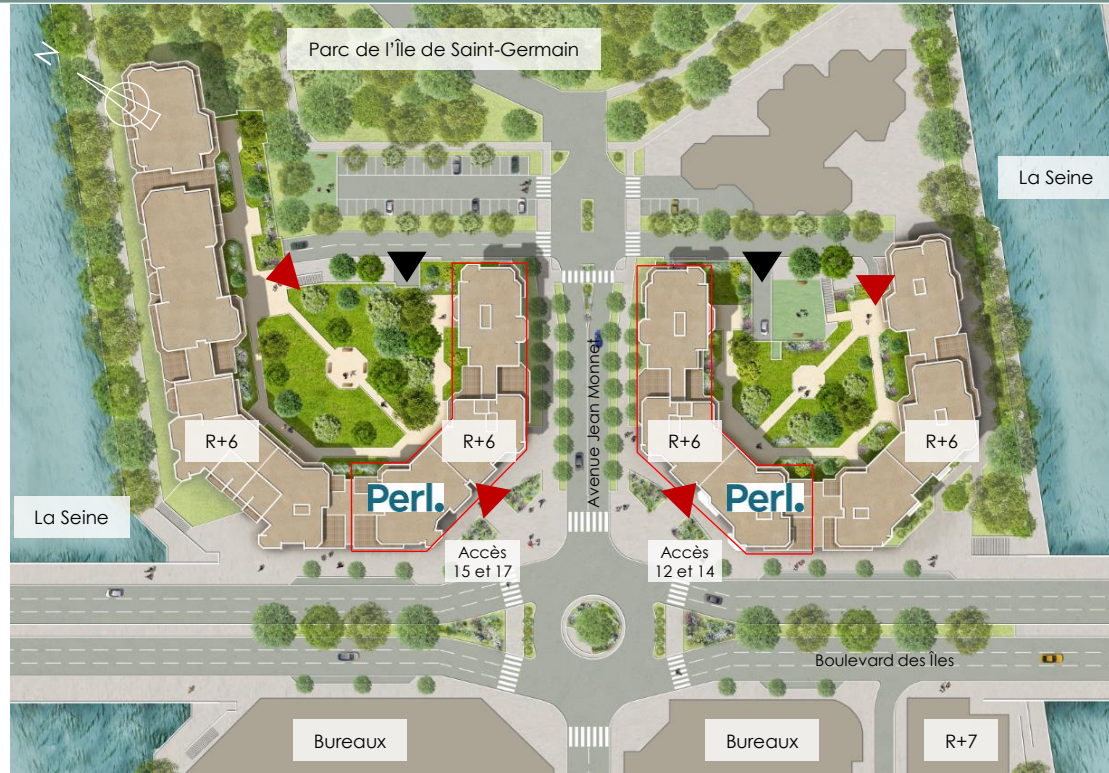 Parc de l'Île de Saint-Germain
N
La Seine
Avenue Jean Monnet
R+6
R+6
R+6
R+6
Perl.
Perl.
La Seine
Accès
15 et 17
Accès
12 et 14
Boulevard des Îles
Bureaux
Bureaux
R+7